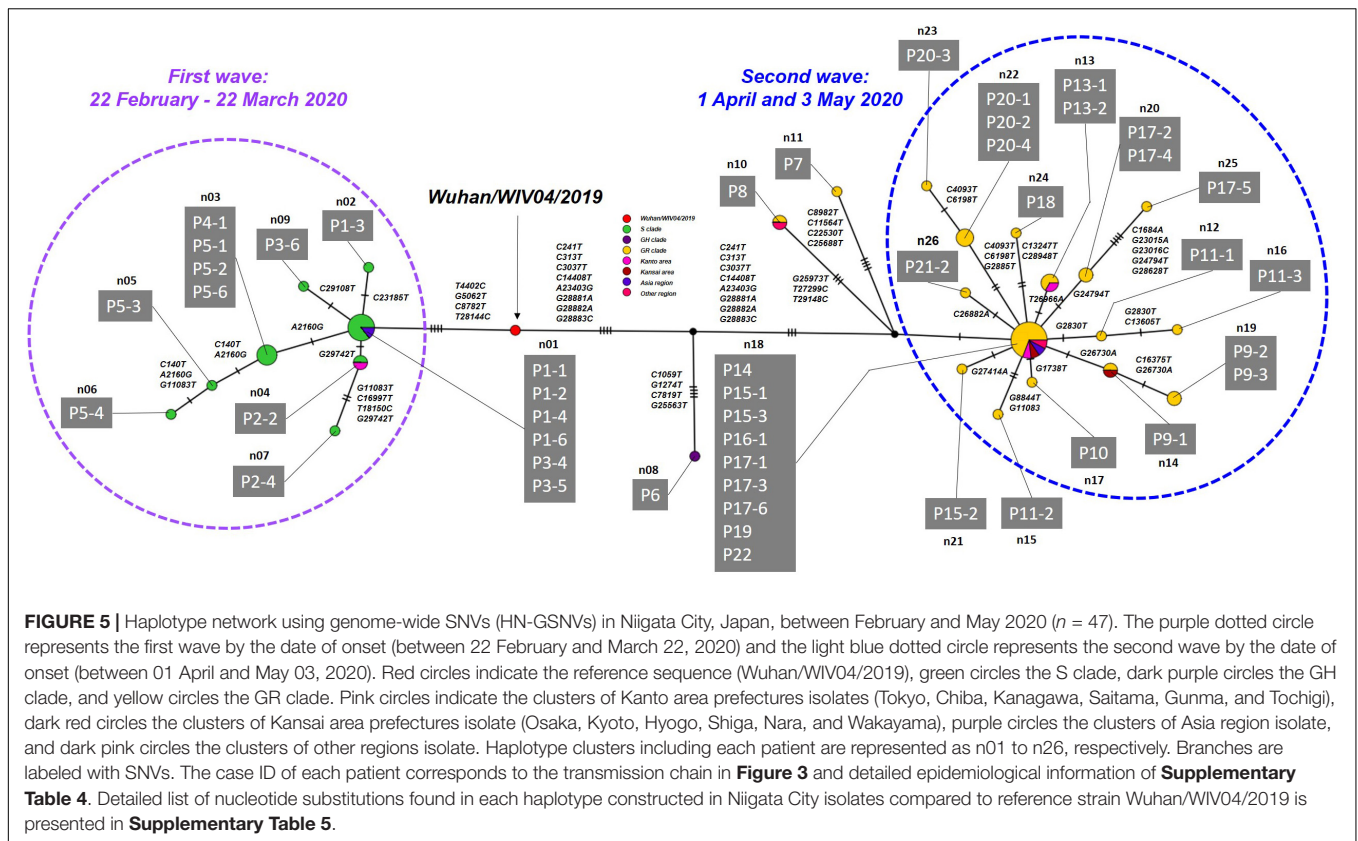 First wave:
22 February - 22 March 2020
Second wave:
1 April and 3 May 2020
Wuhan/WIV04/2019
Wuhan/WIV04/2019
S clade
GH clade
GR clade
Kanto area
Kansai area
Asia region
Other region
n03
P4-1
P5-1
P5-2
P5-6
n09
P3-6
n02
P1-3
n05
P5-3
n06
P5-4
n04
P2-2
n07
P2-4
C29108T
C23185T
A2160G
C140T
A2160G
C140T
A2160G
G11083T
G29742T
G11083T
C16997T
T18150C
G29742T
T4402C
G5062T
C8782T
T28144C
n01
P1-1
P1-2
P1-4
P1-6
P3-4
P3-5
C241T
C313T
C3037T
C14408T
A23403G
G28881A
G28882A
G28883C
C1059T
G1274T
C7819T
G25563T
n08
P6
C241T
C313T
C3037T
C14408T
A23403G
G28881A
G28882A
G28883C
n18
P14
P15-1
P15-3
P16-1
P17-1
P17-3
P17-6
P19
P22
n10
P8
n11
P7
C8982T
C11564T
C22530T
C25688T
G25973T
T27299C
T29148C
n23
P20-3
n22
P20-1
P20-2
P20-4
n13
P13-1
P13-2
n20
P17-2
P17-4
n25
P17-5
n24
P18
n12
P11-1
n16
P11-3
n26
P21-2
n19
P9-2
P9-3
P9-1
n14
P10
n17
P11-2
n15
P15-2
n21
C4093T
C6198T
C4093T
C6198T
G2885T
C13247T
C28948T
T26966A
G24794T
C1684A
G23015A
G23016C
G24794T
G28628T
C26882A
G2830T
G2830T
C13605T
G26730A
C16375T
G26730A
G27414A
G1738T
G8844T
G11083
FIGURE 5 | Haplotype network using genome-wide SNVs (HN-GSNVs) in Niigata City, Japan, between February and May 2020 (n = 47). The purple dotted circle
represents the first wave by the date of onset (between 22 February and March 22, 2020) and the light blue dotted circle represents the second wave by the date of
onset (between 01 April and May 03, 2020). Red circles indicate the reference sequence (Wuhan/WIV04/2019), green circles the S clade, dark purple circles the GH
clade, and yellow circles the GR clade. Pink circles indicate the clusters of Kanto area prefectures isolates (Tokyo, Chiba, Kanagawa, Saitama, Gunma, and Tochigi),
dark red circles the clusters of Kansai area prefectures isolate (Osaka, Kyoto, Hyogo, Shiga, Nara, and Wakayama), purple circles the clusters of Asia region isolate,
and dark pink circles the clusters of other regions isolate. Haplotype clusters including each patient are represented as n01 to n26, respectively. Branches are
labeled with SNVs. The case ID of each patient corresponds to the transmission chain in Figure 3 and detailed epidemiological information of Supplementary
Table 4. Detailed list of nucleotide substitutions found in each haplotype constructed in Niigata City isolates compared to reference strain Wuhan/WIV04/2019 is
presented in Supplementary Table 5.